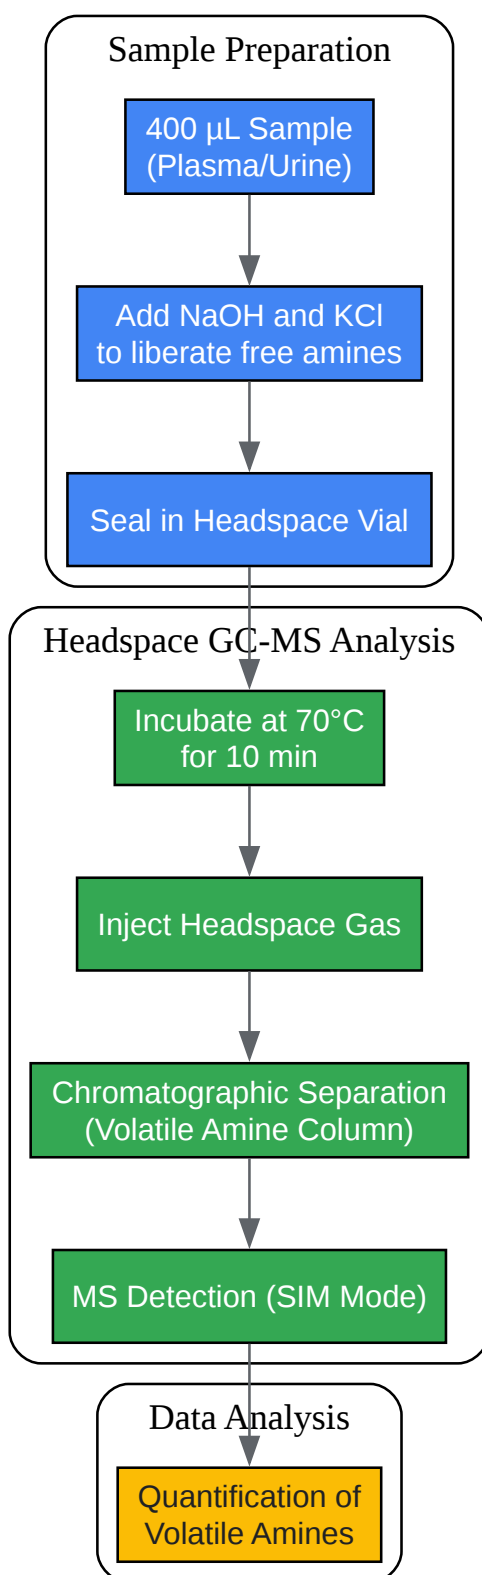 Sample Preparation
400 µL Sample
(Plasma/Urine)
Add NaOH and KCl
to liberate free amines
Seal in Headspace Vial
Headspace GC-MS Analysis
Incubate at 70°C
for 10 min
Inject Headspace Gas
Chromatographic Separation
(Volatile Amine Column)
MS Detection (SIM Mode)
Data Analysis
Quantification of
Volatile Amines